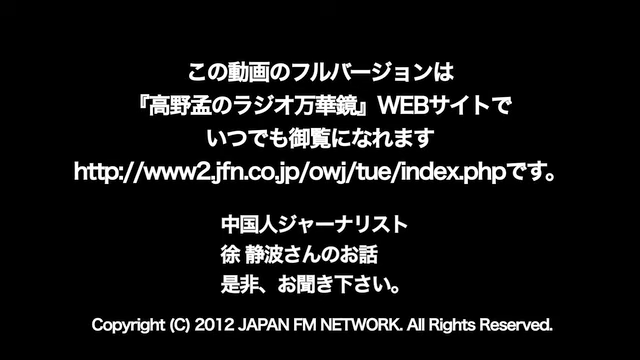 この動画のフルバージョンは
『高野孟のラジオ万華鏡』WEBサイトで
いつでも御覧になれます
http://www2.jfn.co.jp/owj/tue/index.phpです。
中国人ジャーナリスト
徐 静波さんのお話
是非、お聞き下さい。
Copyright (C) 2012 JAPAN FM NETWORK. All Rights Reserved.